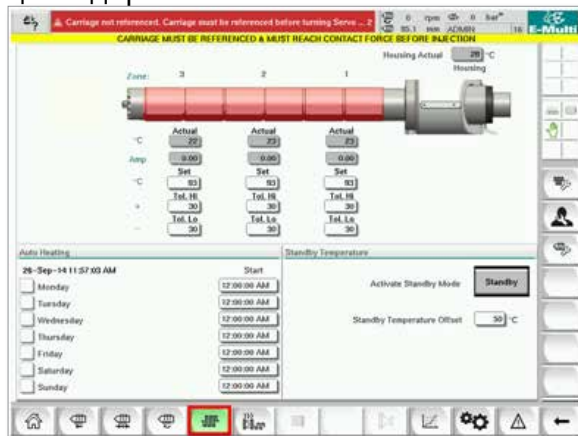 Carriage not referenced. Carriage must be referenced before turning Servo ... 2
0 rpm 0 bar
95.1 mm ADMIN 16
E-Multi
CARRIAGE MUST BE REFERENCED & MUST REACH CONTACT FORCE BEFORE INJECTION
Housing Actual 28 °C
Housing
Zone: 3 2 1
Actual Actual Actual
°C 22 23 23
Amp 0.00 0.00 0.00
Set Set Set
°C 93 93 93
Tol. Hi Tol. Hi Tol. Hi
+ 30 30 30
Tol. Lo Tol. Lo Tol. Lo
- 30 30 30
Auto Heating
Standby Temperature
26-Sep-14 11:57:03 AM Start
Monday 12:00:00 AM
Tuesday 12:00:00 AM
Wednesday 12:00:00 AM
Thursday 12:00:00 AM
Friday 12:00:00 AM
Saturday 12:00:00 AM
Sunday 12:00:00 AM
Activate Standby Mode Standby
Standby Temperature Offset 50 °C